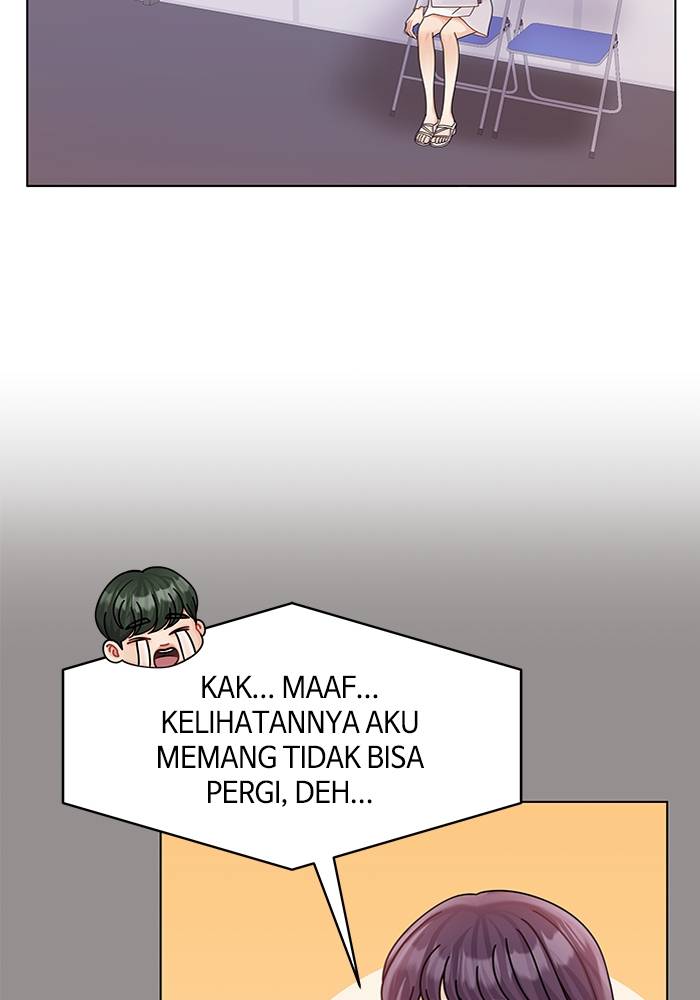 KAK... MAAF...
KELIHATANNYA AKU
MEMANG TIDAK BISA
PERGI, DEH...